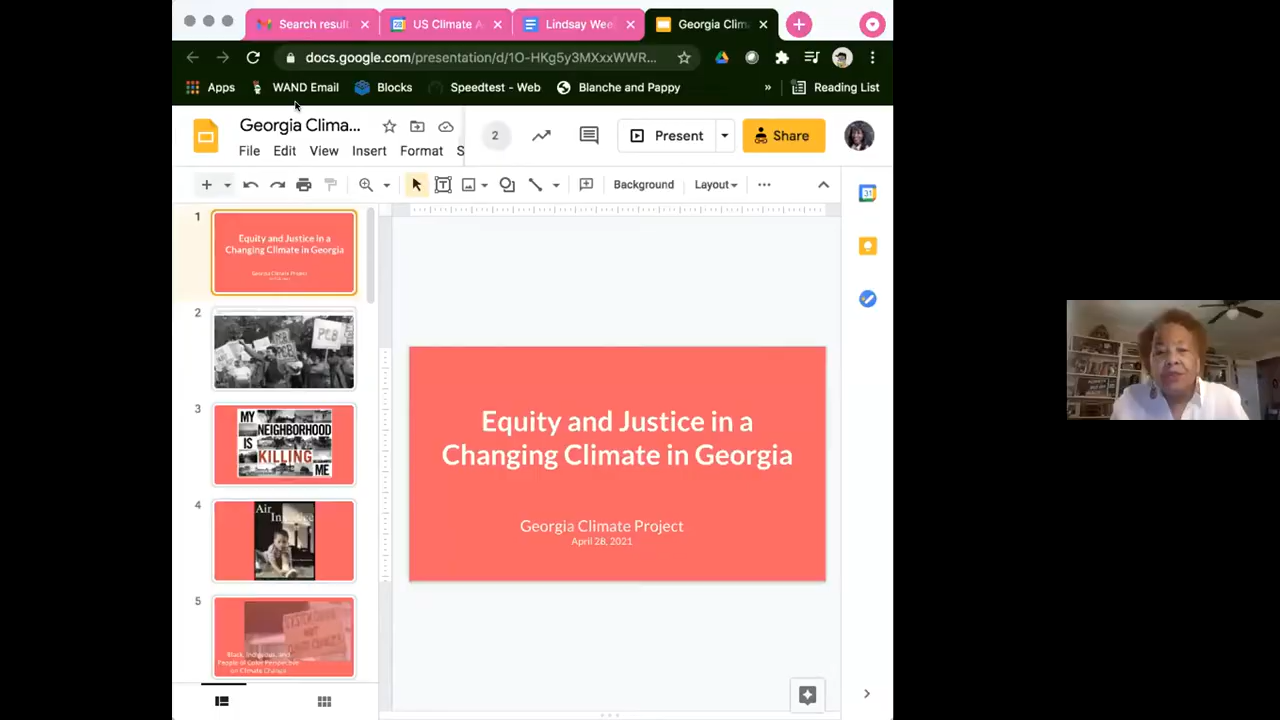 Search resul
US Climate A
Lindsay Wee
Georgia Clim
docs.google.com/presentation/d/1O-HKg5y3MXxxWWR...
Apps
WAND Email
Blocks
Speedtest - Web
Blanche and Pappy
»
Reading List
Georgia Clima...
2
Present
Share
File
Edit
View
Insert
Format
S
Background
Layout
31
1
Equity and Justice in a
Changing Climate in Georgia
Georgia Climate Project
2
PCB
3
MY
NEIGHBORHOOD
IS
KILLING
ME
4
Air
Injustice
5
Black, Indigenous, and
People of Color Perspective
on Climate Change
Equity and Justice in a
Changing Climate in Georgia
Georgia Climate Project
April 28, 2021